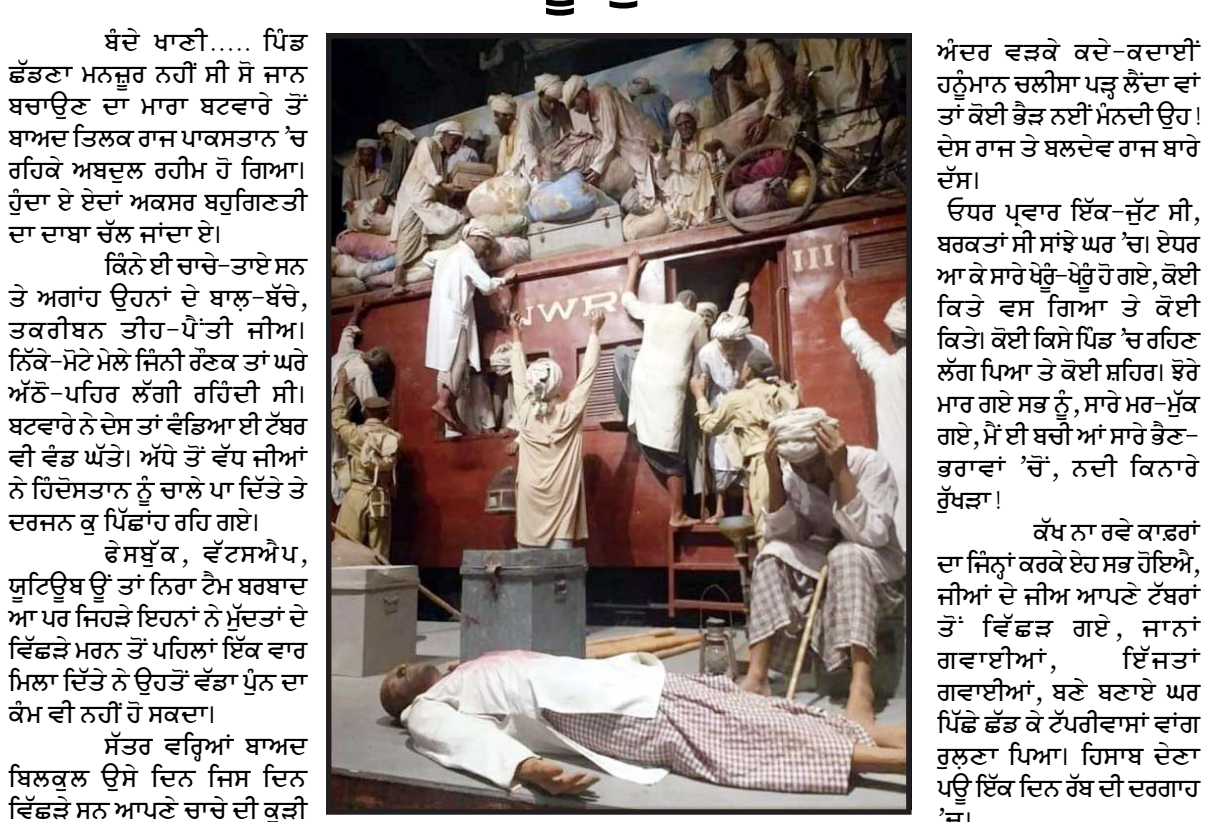 ਬੰਦੇ ਖਾਣੀ..... ਪਿੰਡ
ਛੱਡਣਾ ਮਨਜ਼ੂਰ ਨਹੀਂ ਸੀ ਸੋ ਜਾਨ
ਬਚਾਉਣ ਦਾ ਮਾਰਾ ਬਟਵਾਰੇ ਤੋਂ
ਬਾਅਦ ਤਿਲਕ ਰਾਜ ਪਾਕਸਤਾਨ ’ਚ
ਰਹਿਕੇ ਅਬਦੁਲ ਰਹੀਮ ਹੋ ਗਿਆ।
ਹੁੰਦਾ ਏ ਏਦਾਂ ਅਕਸਰ ਬਹੁਗਿਣਤੀ
ਦਾ ਦਾਬਾ ਚੱਲ ਜਾਂਦਾ ਏ।
ਕਿੰਨੇ ਈ ਚਾਚੇ-ਤਾਏ ਸਨ
ਤੇ ਅਗਾਂਹ ਉਹਨਾਂ ਦੇ ਬਾਲ਼-ਬੱਚੇ,
ਤਕਰੀਬਨ ਤੀਹ-ਪੈਂਤੀ ਜੀਅ।
ਨਿੱਕੇ-ਮੋਟੇ ਮੇਲੇ ਜਿੰਨੀ ਰੌਣਕ ਤਾਂ ਘਰੇ
ਅੱਠੋ-ਪਹਿਰ ਲੱਗੀ ਰਹਿੰਦੀ ਸੀ।
ਬਟਵਾਰੇ ਨੇ ਦੇਸ ਤਾਂ ਵੰਡਿਆ ਈ ਟੱਬਰ
ਵੀ ਵੰਡ ਘੱਤੇ। ਅੱਧੇ ਤੋਂ ਵੱਧ ਜੀਆਂ
ਨੇ ਹਿੰਦੋਸਤਾਨ ਨੂੰ ਚਾਲੇ ਪਾ ਦਿੱਤੇ ਤੇ
ਦਰਜਨ ਕੁ ਪਿੱਛਾਂਹ ਰਹਿ ਗਏ।
ਫੇਸਬੁੱਕ, ਵੱਟਸਐਪ,
ਯੂਟਿਊਬ ਉਂ ਤਾਂ ਨਿਰਾ ਟੈਮ ਬਰਬਾਦ
ਆ ਪਰ ਜਿਹੜੇ ਇਹਨਾਂ ਨੇ ਮੁੱਦਤਾਂ ਦੇ
ਵਿੱਛੜੇ ਮਰਨ ਤੋਂ ਪਹਿਲਾਂ ਇੱਕ ਵਾਰ
ਮਿਲਾ ਦਿੱਤੇ ਨੇ ਉਹਤੋਂ ਵੱਡਾ ਪੁੰਨ ਦਾ
ਕੰਮ ਵੀ ਨਹੀਂ ਹੋ ਸਕਦਾ।
ਸੱਤਰ ਵਰ੍ਹਿਆਂ ਬਾਅਦ
ਬਿਲਕੁਲ ਉਸੇ ਦਿਨ ਜਿਸ ਦਿਨ
ਵਿੱਛੜੇ ਸਨ ਆਪਣੇ ਚਾਚੇ ਦੀ ਕੁੜੀ
NWR
III
ਅੰਦਰ ਵੜਕੇ ਕਦੇ-ਕਦਾਈਂ
ਹਨੂੰਮਾਨ ਚਲੀਸਾ ਪੜ੍ਹ ਲੈਂਦਾ ਵਾਂ
ਤਾਂ ਕੋਈ ਭੈੜ ਨਈਂ ਮੰਨਦੀ ਉਹ!
ਦੇਸ ਰਾਜ ਤੇ ਬਲਦੇਵ ਰਾਜ ਬਾਰੇ
ਦੱਸ।
ਓਧਰ ਪ੍ਰਵਾਰ ਇੱਕ-ਜੁੱਟ ਸੀ,
ਬਰਕਤਾਂ ਸੀ ਸਾਂਝੇ ਘਰ ’ਚ। ਏਧਰ
ਆ ਕੇ ਸਾਰੇ ਖੇਰੂੰ-ਖੇਰੂੰ ਹੋ ਗਏ,ਕੋਈ
ਕਿਤੇ ਵਸ ਗਿਆ ਤੇ ਕੋਈ
ਕਿਤੇ। ਕੋਈ ਕਿਸੇ ਪਿੰਡ ’ਚ ਰਹਿਣ
ਲੱਗ ਪਿਆ ਤੇ ਕੋਈ ਸ਼ਹਿਰ। ਝੋਰੇ
ਮਾਰ ਗਏ ਸਭ ਨੂੰ,ਸਾਰੇ ਮਰ-ਮੁੱਕ
ਗਏ,ਮੈਂ ਈ ਬਚੀ ਆਂ ਸਾਰੇ ਭੈਣ-
ਭਰਾਵਾਂ ’ਚੋਂ, ਨਦੀ ਕਿਨਾਰੇ
ਰੁੱਖੜਾ!
ਕੱਖ ਨਾ ਰਵੇ ਕਾਫ਼ਰਾਂ
ਦਾ ਜਿੰਨ੍ਹਾਂ ਕਰਕੇ ਏਹ ਸਭ ਹੋਇਐ,
ਜੀਆਂ ਦੇ ਜੀਅ ਆਪਣੇ ਟੱਬਰਾਂ
ਤੋਂ ਵਿੱਛੜ ਗਏ, ਜਾਨਾਂ
ਗਵਾਈਆਂ, ਇੱਜਤਾਂ
ਗਵਾਈਆਂ, ਬਣੇ ਬਣਾਏ ਘਰ
ਪਿੱਛੇ ਛੱਡ ਕੇ ਟੱਪਰੀਵਾਸਾਂ ਵਾਂਗ
ਰੁਲ਼ਣਾ ਪਿਆ। ਹਿਸਾਬ ਦੇਣਾ
ਪਊ ਇੱਕ ਦਿਨ ਰੱਬ ਦੀ ਦਰਗਾਹ
’ਚ।